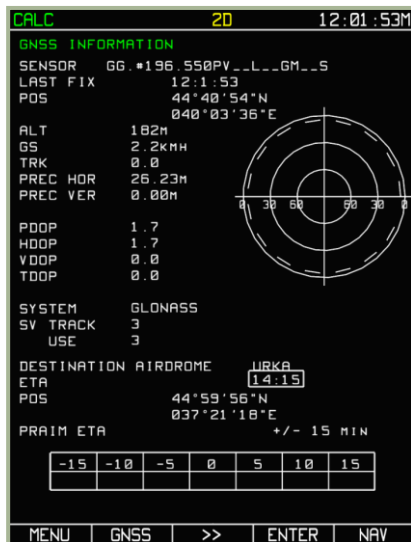 CALC 2D 12:01:53M
GNSS INFORMATION
SENSOR GG.*196.550PV__L__GM__S
LAST FIX 12:1:53
POS 44°40'54"N
040°03'36"E
ALT 182M
GS 2.2KMH
TRK 0.0
PREC HOR 26.23M
PREC VER 0.00M
0 30 60 60 30 0
PDOP 1.7
HDOP 1.7
VDOP 0.0
TDOP 0.0
SYSTEM GLONASS
SV TRACK 3
USE 3
DESTINATION AIRDROME URKA
ETA 14:15
POS 44°59'56"N
037°21'18"E
PRAIM ETA +/- 15 MIN
-15 -10 -5 0 5 10 15
MENU GNSS >> ENTER NAV